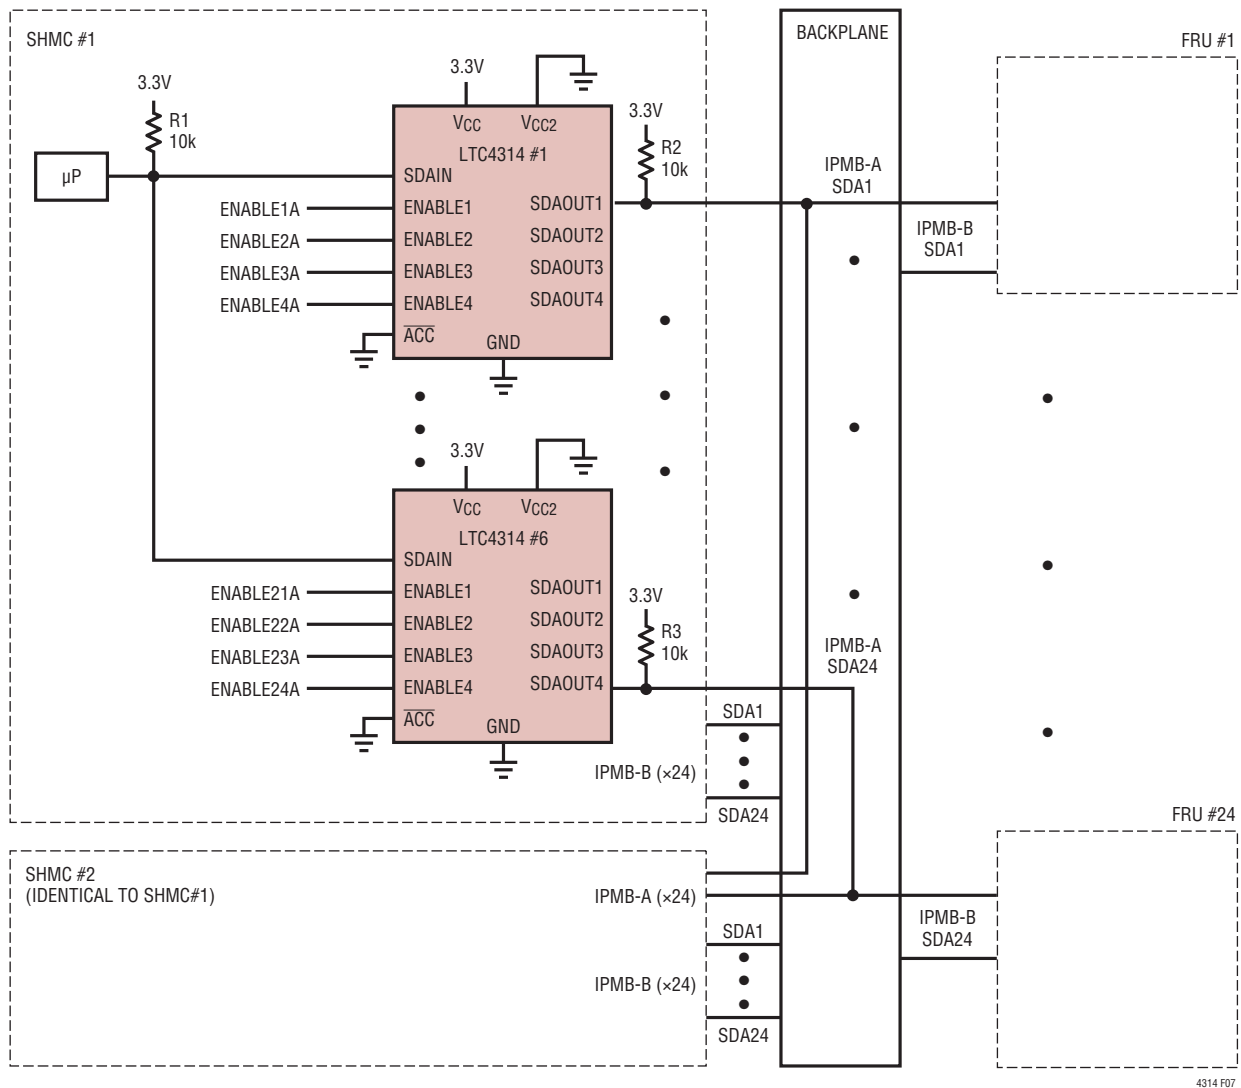 SHMC #1
BACKPLANE
FRU #1
3.3V
R1
10k
µP
3.3V
VCC
VCC2
LTC4314 #1
SDAIN
ENABLE1A
ENABLE1
ENABLE2A
ENABLE2
ENABLE3A
ENABLE3
ENABLE4A
ENABLE4
ACC
GND
SDAOUT1
SDAOUT2
SDAOUT3
SDAOUT4
3.3V
R2
10k
IPMB-A
SDA1
IPMB-B
SDA1
3.3V
VCC
VCC2
LTC4314 #6
SDAIN
ENABLE21A
ENABLE1
ENABLE22A
ENABLE2
ENABLE23A
ENABLE3
ENABLE24A
ENABLE4
ACC
GND
SDAOUT1
SDAOUT2
SDAOUT3
SDAOUT4
3.3V
R3
10k
IPMB-A
SDA24
SDA1
IPMB-B (×24)
SDA24
FRU #24
SHMC #2
(IDENTICAL TO SHMC#1)
IPMB-A (×24)
SDA1
IPMB-B (×24)
SDA24
IPMB-B
SDA24
4314 F07